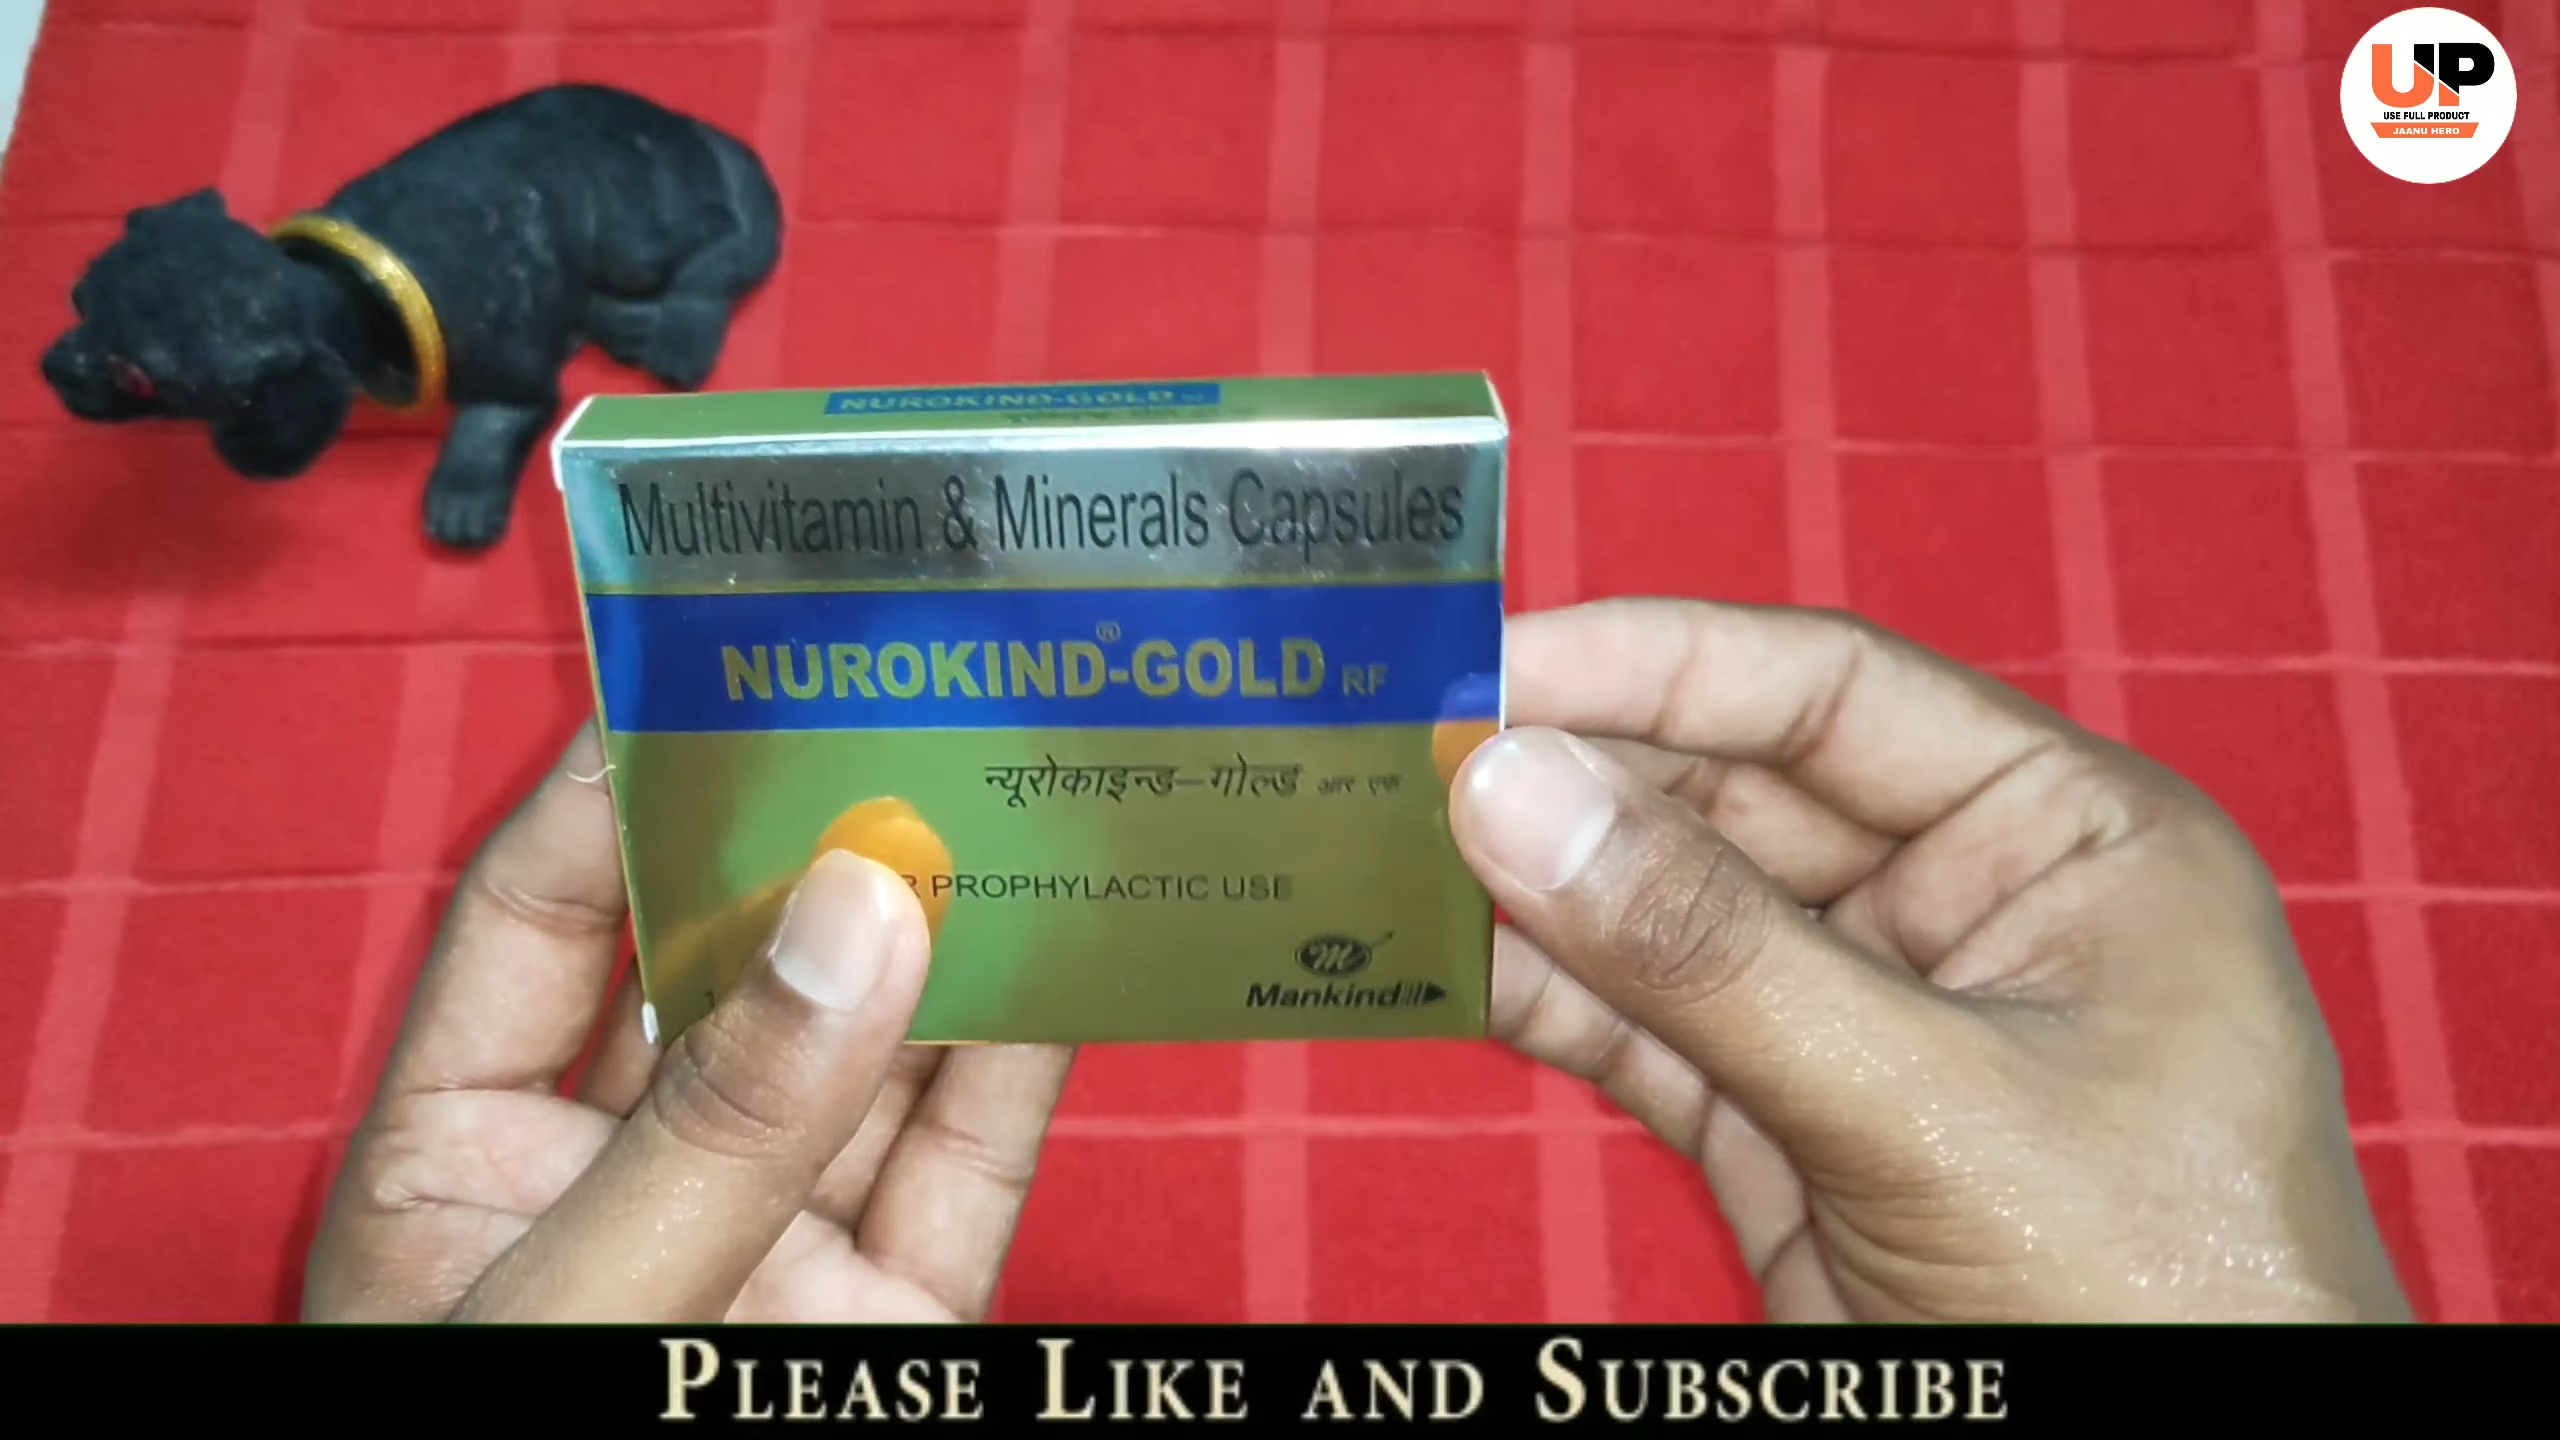 UP
USE FULL PRODUCT
JAANU HERO
NUROKIND-GOLD
Multivitamin & Minerals Capsules
NUROKIND®-GOLD RF
न्यूरोकाइन्ड-गोल्ड आर एफ
PROPHYLACTIC USE
M
Mankind
PLEASE LIKE AND SUBSCRIBE